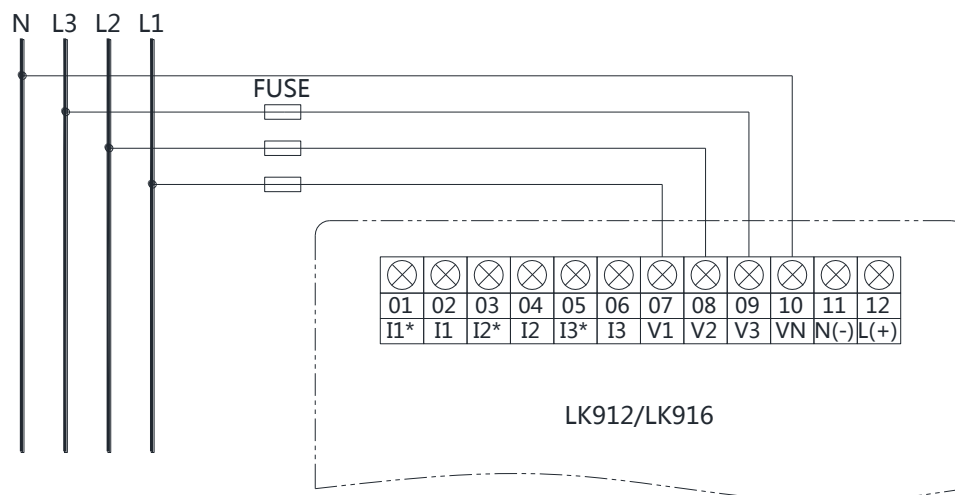 N L3 L2 L1
FUSE
01 02 03 04 05 06 07 08 09 10 11 12
I1* I1 I2* I2 I3* I3 V1 V2 V3 VN N(-) L(+)
LK912/LK916